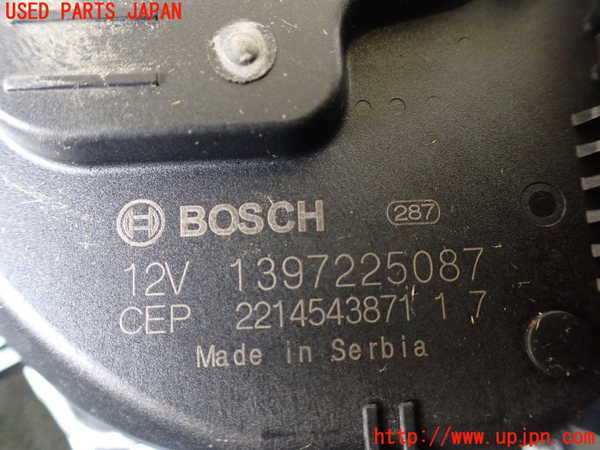 USED PARTS JAPAN
BOSCH 287
12V 1397225087
CEP 2214543871 1 7
Made in Serbia
http://www.upjpn.com/